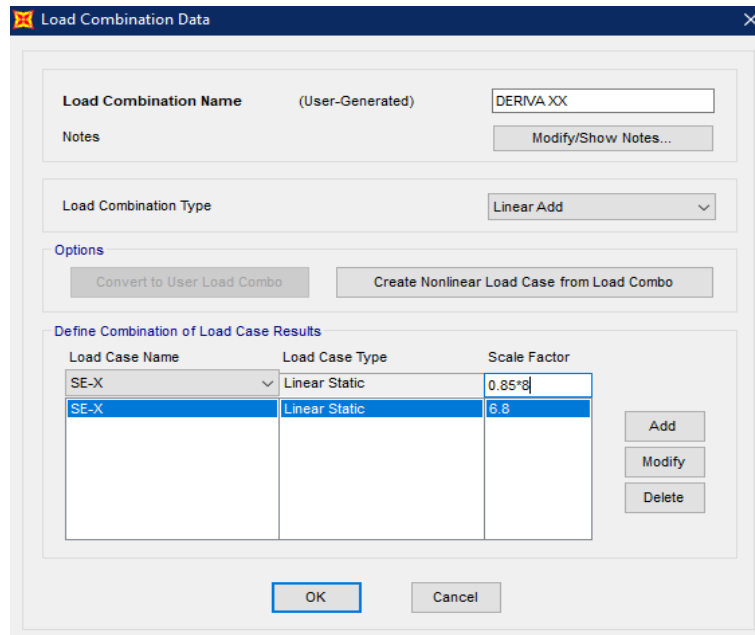 Load Combination Data
Load Combination Name (User-Generated) DERIVA XX
Notes Modify/Show Notes...
Load Combination Type Linear Add
Options
Convert to User Load Combo Create Nonlinear Load Case from Load Combo
Define Combination of Load Case Results
Load Case Name Load Case Type Scale Factor
SE-X Linear Static 0.85*8
SE-X Linear Static 6.8
Add
Modify
Delete
OK Cancel